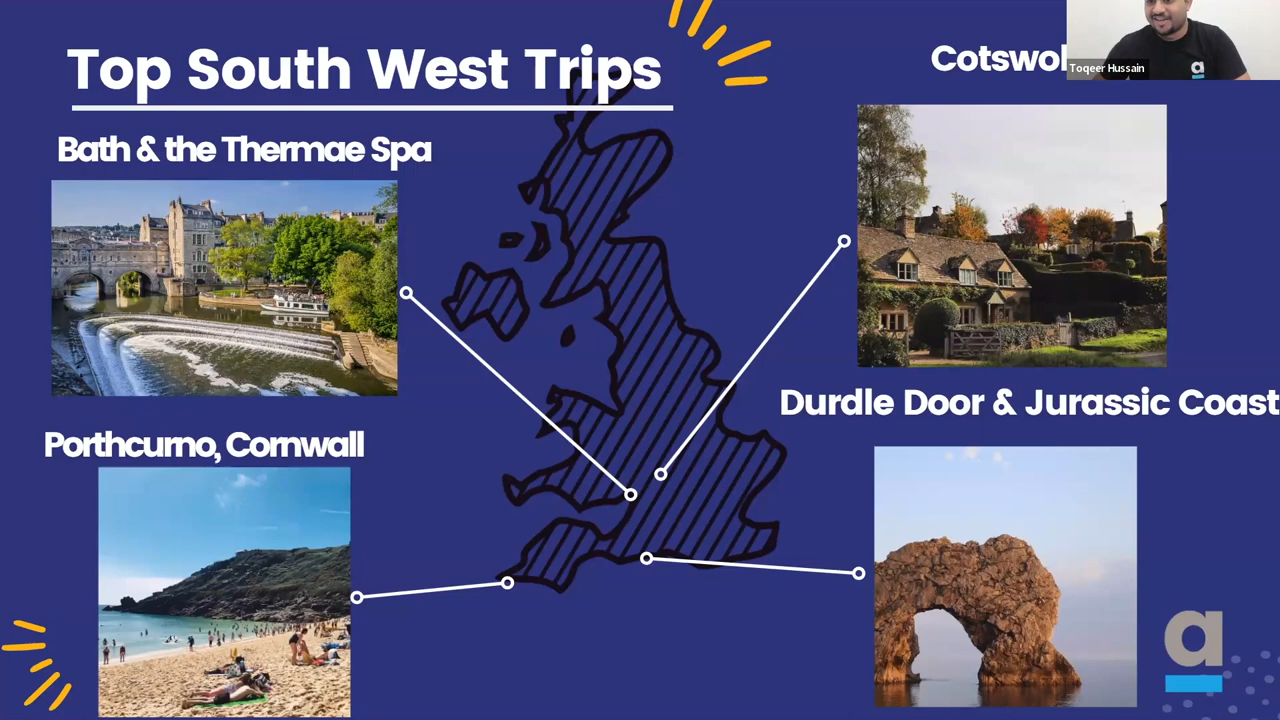 Top South West Trips
Bath & the Thermae Spa
Porthcurno, Cornwall
Cotswol
Toqeer Hussain
a
Durdle Door & Jurassic Coast
a